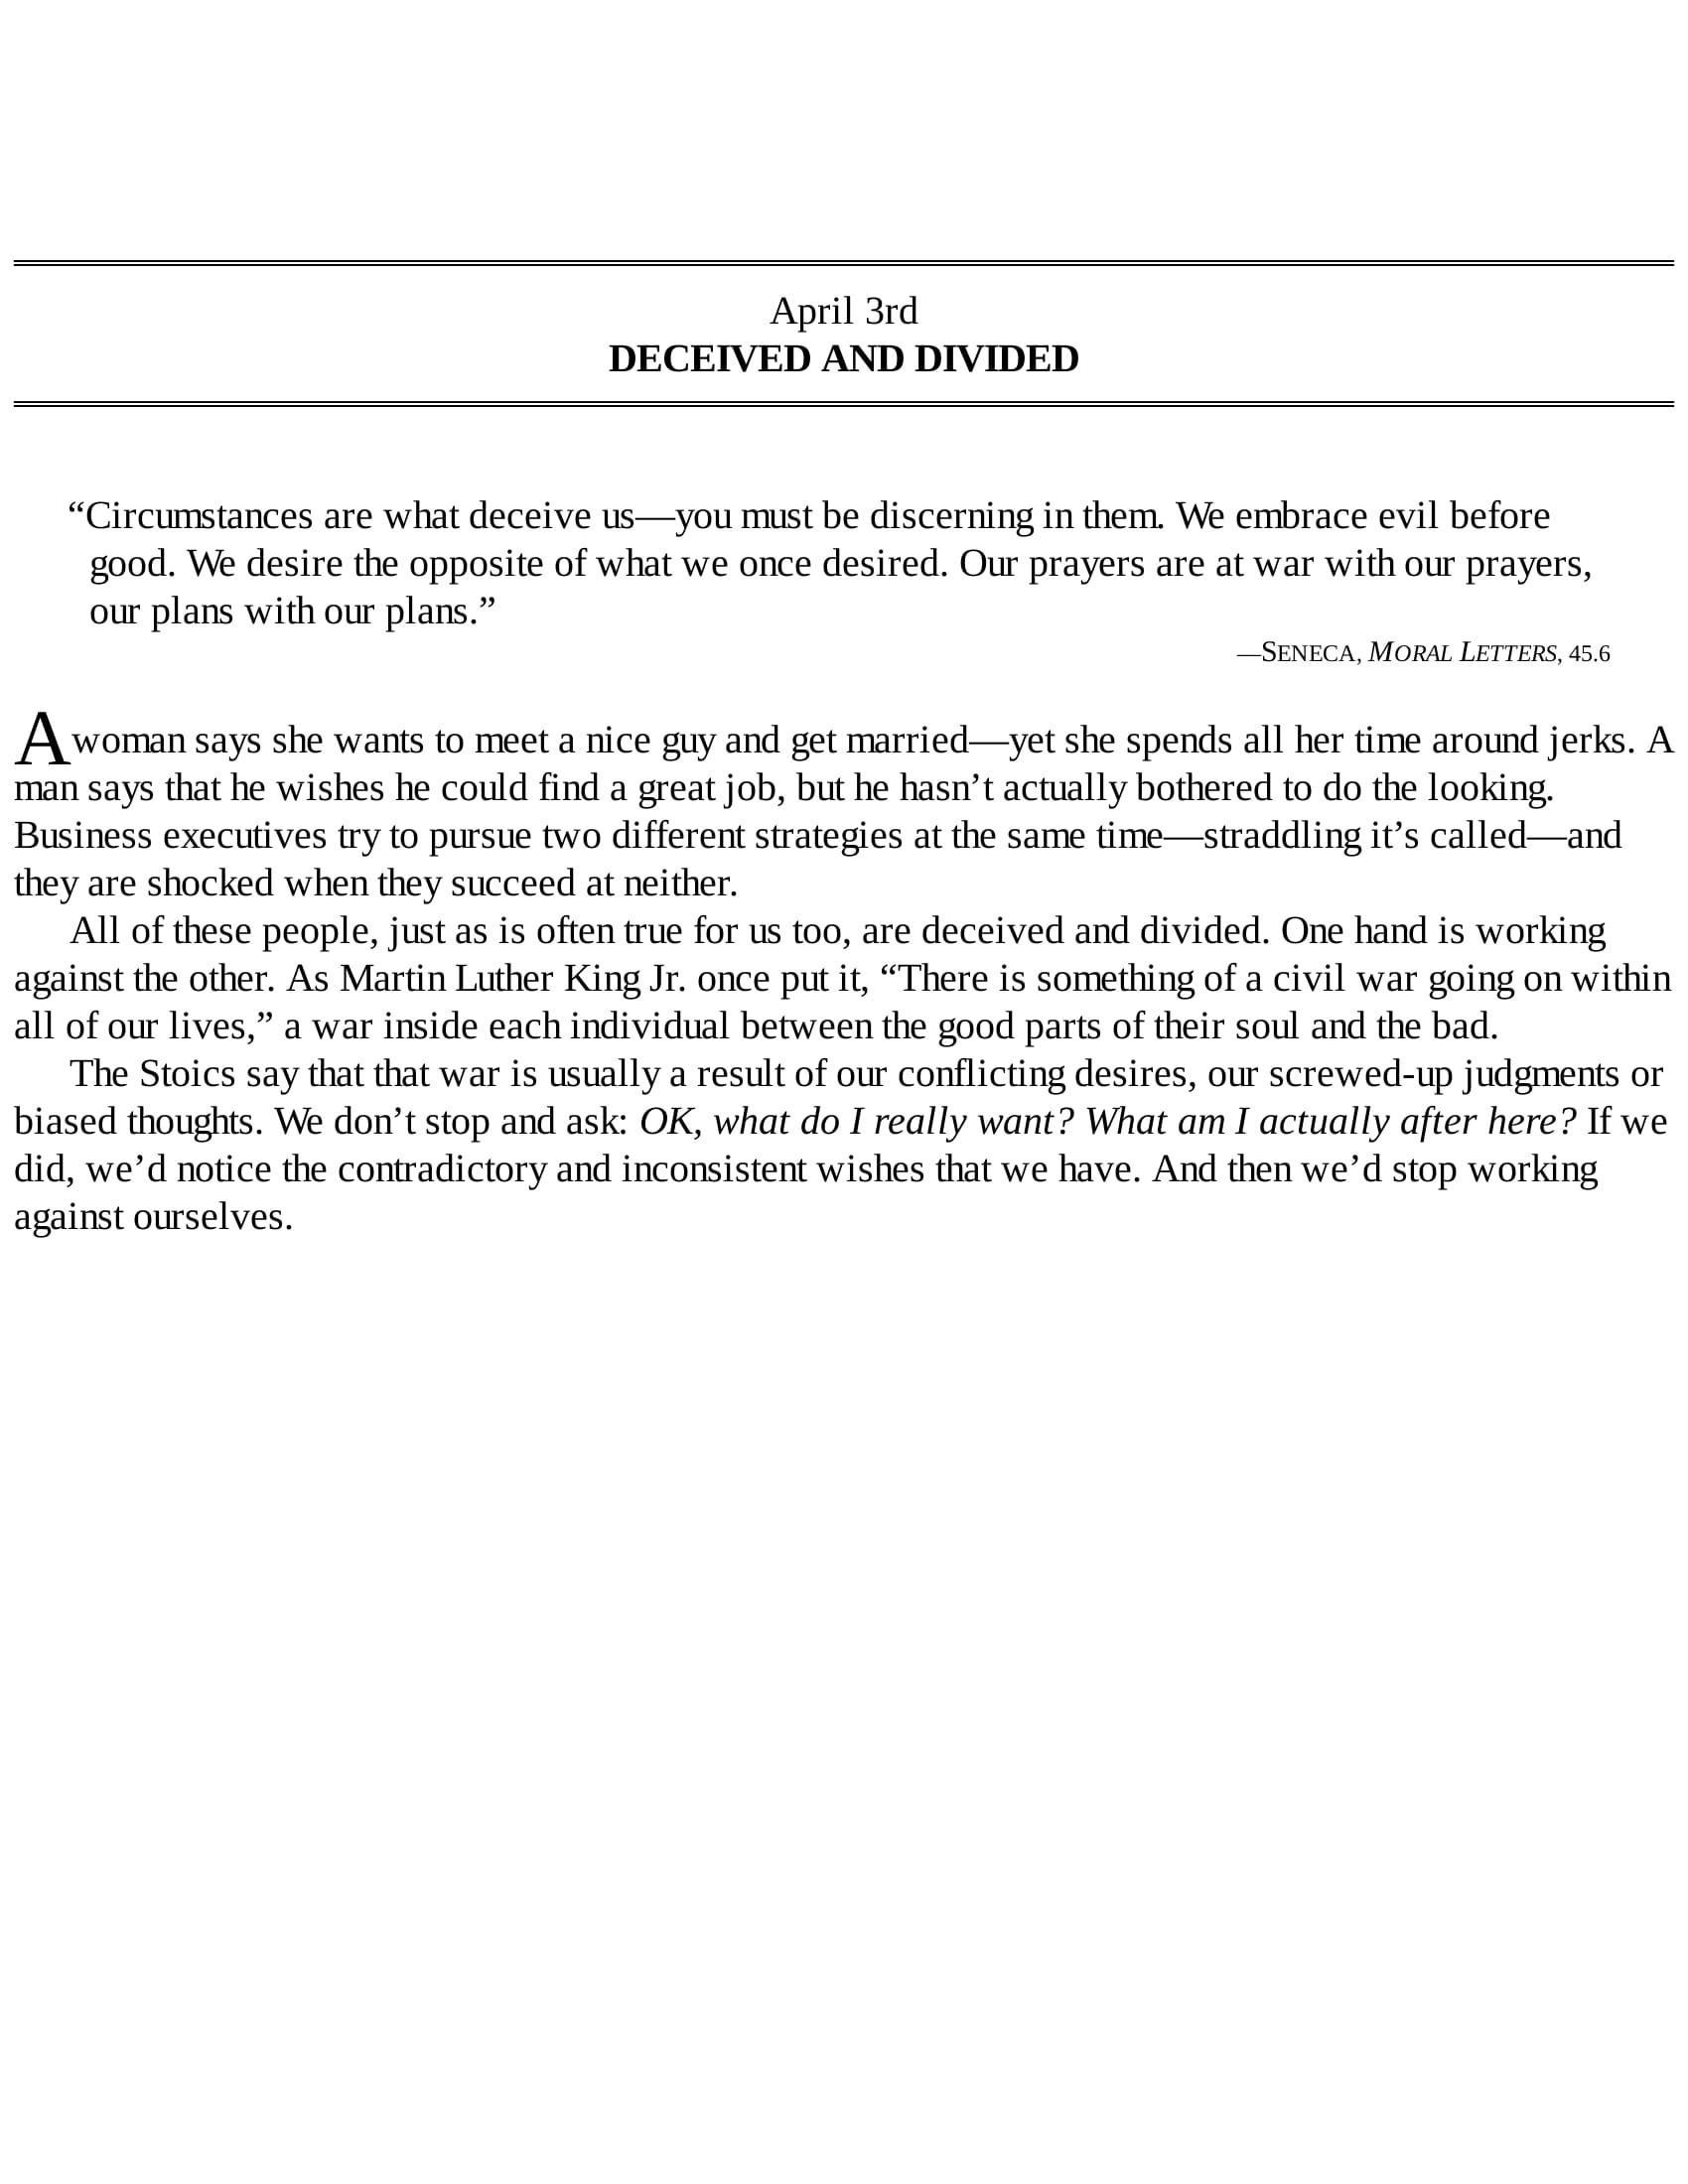 April 3rd
DECEIVED AND DIVIDED
“Circumstances are what deceive us—you must be discerning in them. We embrace evil before
good. We desire the opposite of what we once desired. Our prayers are at war with our prayers,
our plans with our plans.”
—SENECA, MORAL LETTERS, 45.6
A woman says she wants to meet a nice guy and get married—yet she spends all her time around jerks. A
man says that he wishes he could find a great job, but he hasn’t actually bothered to do the looking.
Business executives try to pursue two different strategies at the same time—straddling it’s called—and
they are shocked when they succeed at neither.
All of these people, just as is often true for us too, are deceived and divided. One hand is working
against the other. As Martin Luther King Jr. once put it, “There is something of a civil war going on within
all of our lives,” a war inside each individual between the good parts of their soul and the bad.
The Stoics say that that war is usually a result of our conflicting desires, our screwed-up judgments or
biased thoughts. We don’t stop and ask: OK, what do I really want? What am I actually after here? If we
did, we’d notice the contradictory and inconsistent wishes that we have. And then we’d stop working
against ourselves.